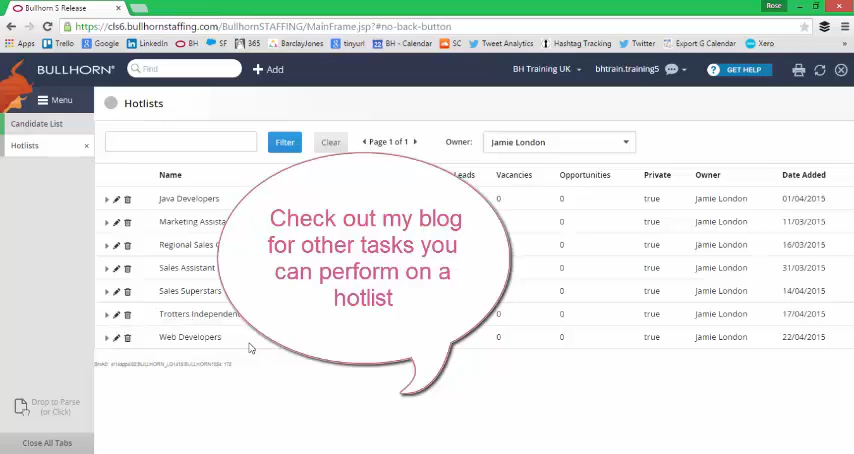 Bullhorn S Release
Rose
https://cls6.bullhornstaffing.com/BullhornSTAFFING/MainFrame.jsp?#no-back-button
Apps Trello Google LinkedIn BH SF 365 BarclayJones tinyurl BH - Calendar SC Tweet Analytics Hashtag Tracking Twitter Export G Calendar Xero
BULLHORN Find Add BH Training UK bhtrain.training5 GET HELP
Menu
Candidate List
Hotlists
Hotlists
Filter Clear Page 1 of 1 Owner: Jamie London
Name Leads Vacancies Opportunities Private Owner Date Added
Java Developers 0 0 true Jamie London 01/04/2015
Marketing Assista 0 true Jamie London 11/03/2015
Regional Sales 0 true Jamie London 16/03/2015
Sales Assistant 0 true Jamie London 31/03/2015
Sales Superstars 0 true Jamie London 14/04/2015
Trotters Independen 0 0 true Jamie London 17/04/2015
Web Developers 0 0 true Jamie London 22/04/2015
Check out my blog
for other tasks you
can perform on a
hotlist
Drop to Parse
(or Click)
Close All Tabs